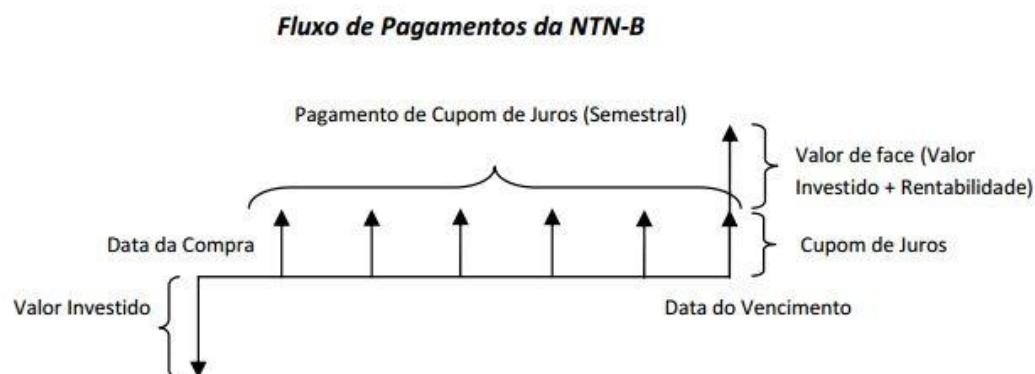 Fluxo de Pagamentos da NTN-B
Pagamento de Cupom de Juros (Semestral)
Valor de face (Valor
Investido + Rentabilidade)
Data da Compra
Cupom de Juros
Valor Investido
Data do Vencimento